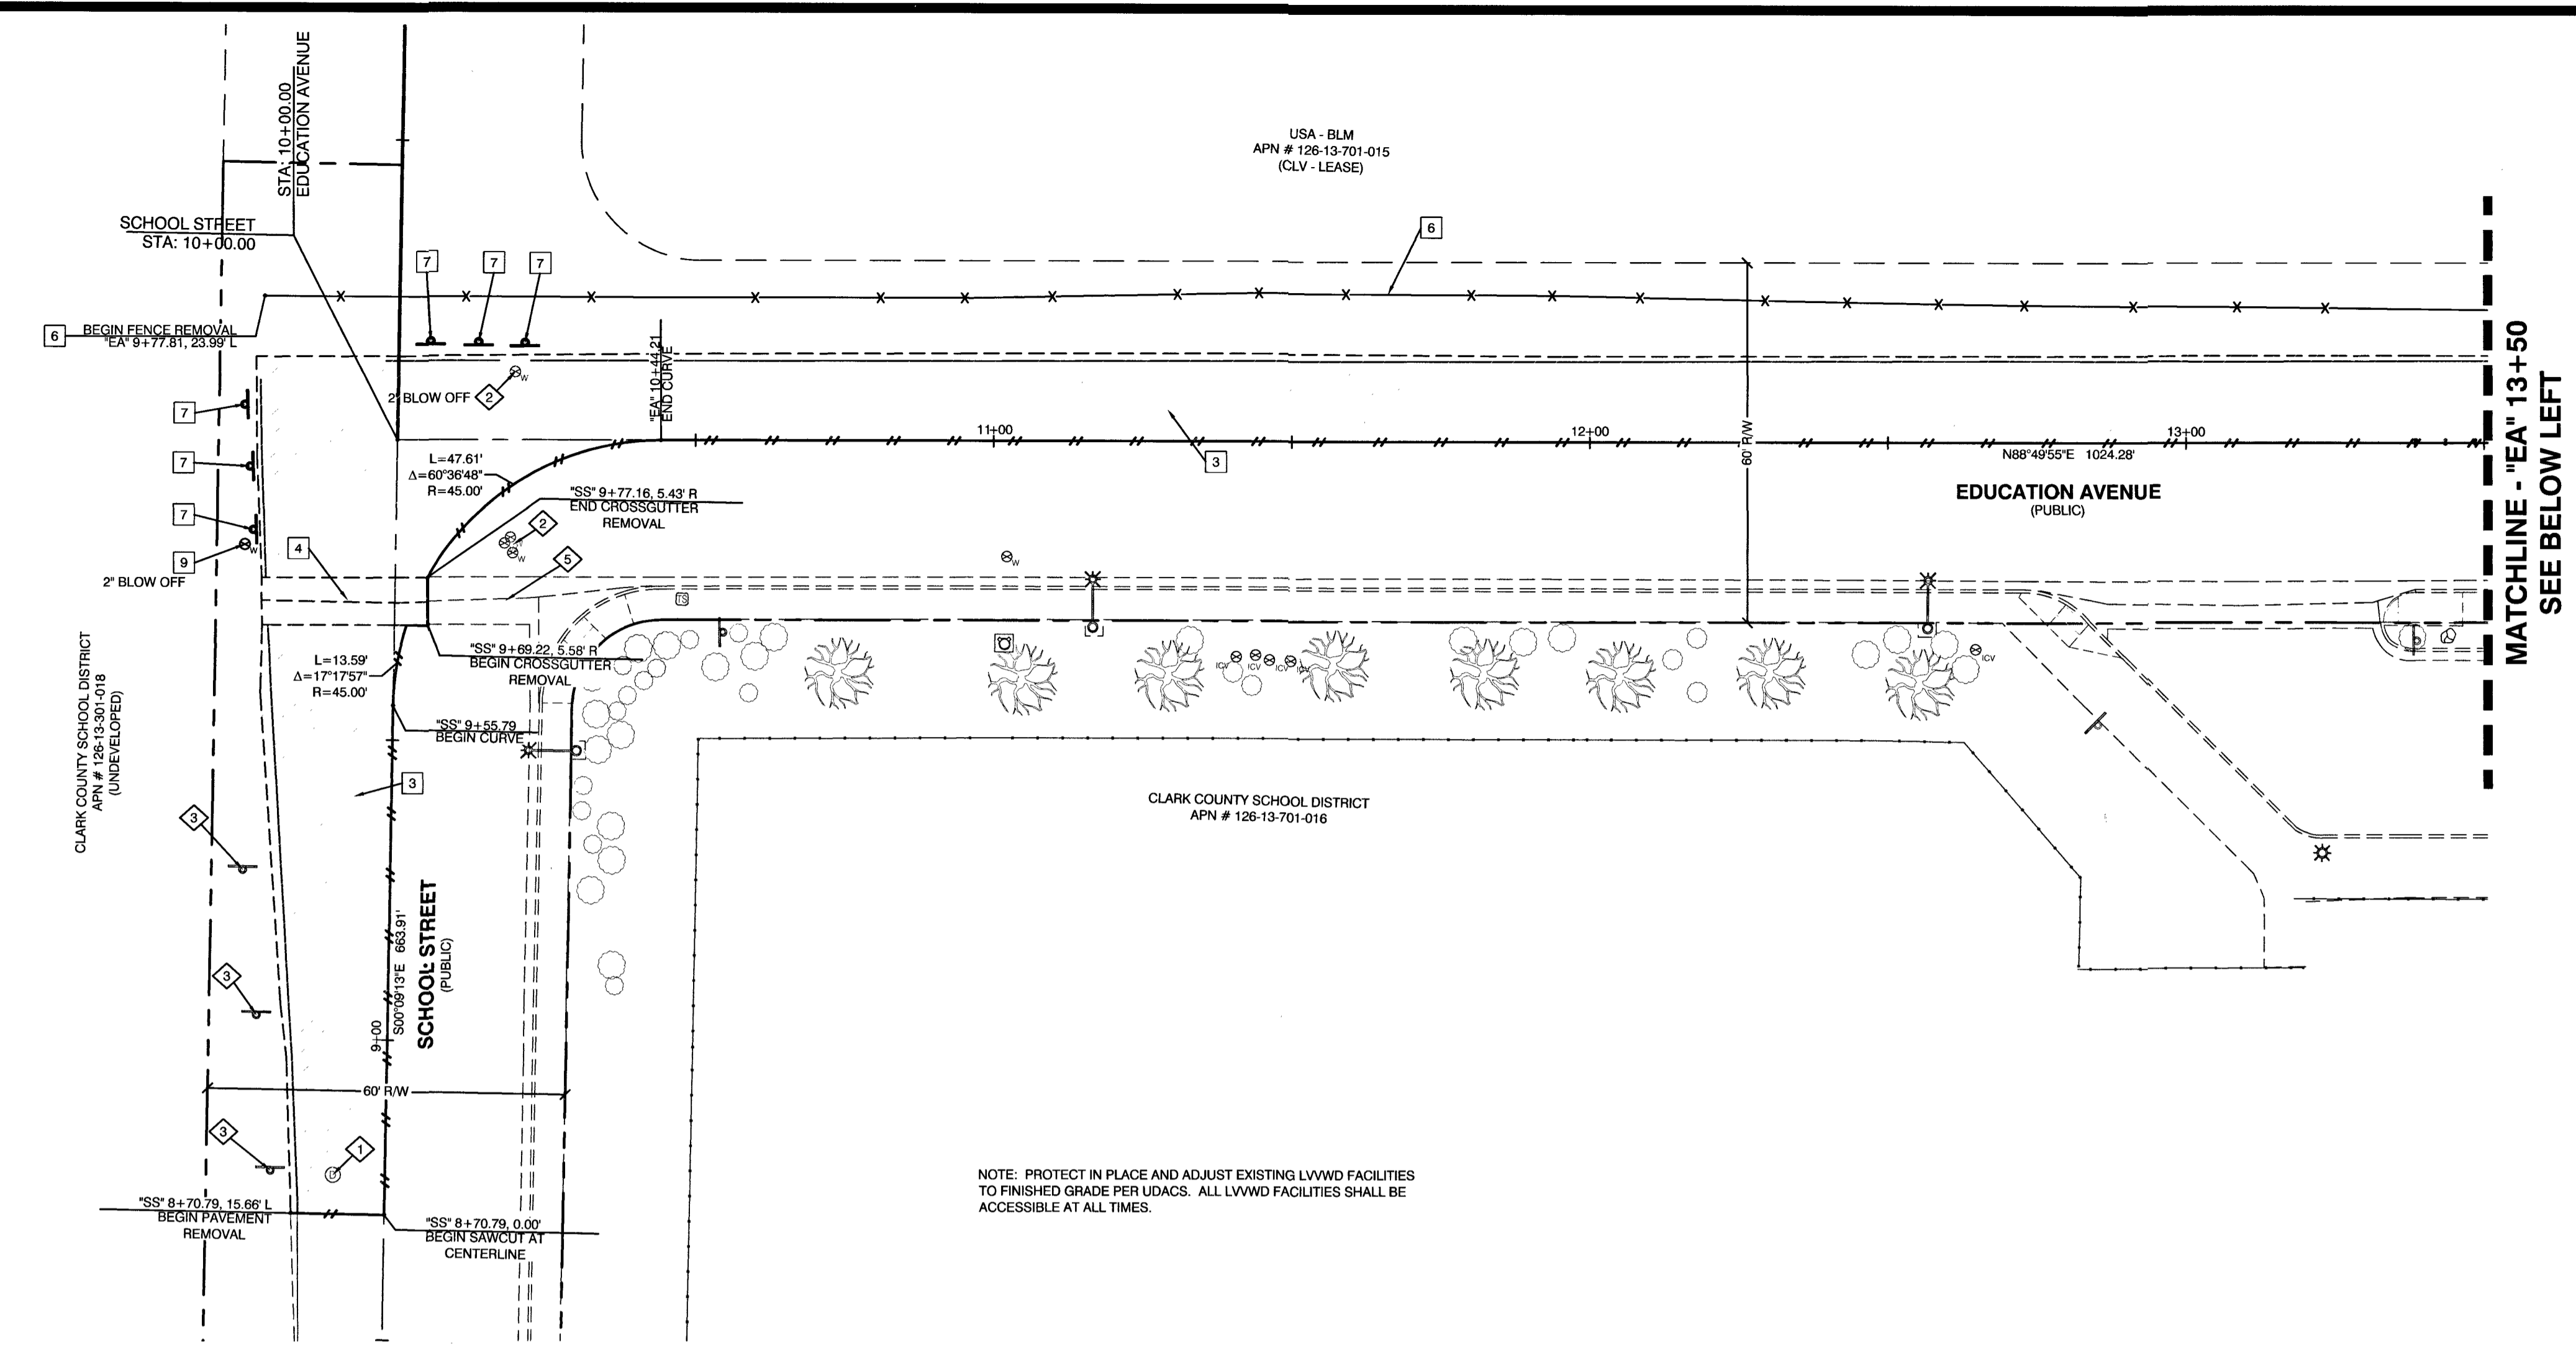 STA: 10+00.00
EDUCATION AVENUE
SCHOOL STREET
STA: 10+00.00
USA - BLM
APN # 126-13-701-015
(CLV - LEASE)
6
7
7
7
6
BEGIN FENCE REMOVAL
"EA" 9+77.81, 23.99' L
"EA" 10+44.21
END CURVE
W
2" BLOW OFF
2
7
7
7
9
W
2" BLOW OFF
4
L=47.61'
Δ=60°36'48"
R=45.00'
"SS" 9+77.16, 5.43' R
END CROSSGUTTER
REMOVAL
2
W
5
W
11+00
12+00
13+00
3
60' R/W
N88°49'55"E 1024.28'
EDUCATION AVENUE
(PUBLIC)
MATCHLINE - "EA" 13+50
SEE BELOW LEFT
TS
L=13.59'
Δ=17°17'57"
R=45.00'
"SS" 9+69.22, 5.58' R
BEGIN CROSSGUTTER
REMOVAL
"SS" 9+55.79
BEGIN CURVE
ICV
ICV
ICV
ICV
ICV
CLARK COUNTY SCHOOL DISTRICT
APN # 126-13-301-018
(UNDEVELOPED)
3
3
CLARK COUNTY SCHOOL DISTRICT
APN # 126-13-701-016
3
9+00
S00°09'13"E 663.91'
SCHOOL STREET
(PUBLIC)
60' R/W
3
1
D
"SS" 8+70.79, 15.66' L
BEGIN PAVEMENT
REMOVAL
"SS" 8+70.79, 0.00'
BEGIN SAWCUT AT
CENTERLINE
NOTE: PROTECT IN PLACE AND ADJUST EXISTING LVVWD FACILITIES
TO FINISHED GRADE PER UDACS. ALL LVVWD FACILITIES SHALL BE
ACCESSIBLE AT ALL TIMES.